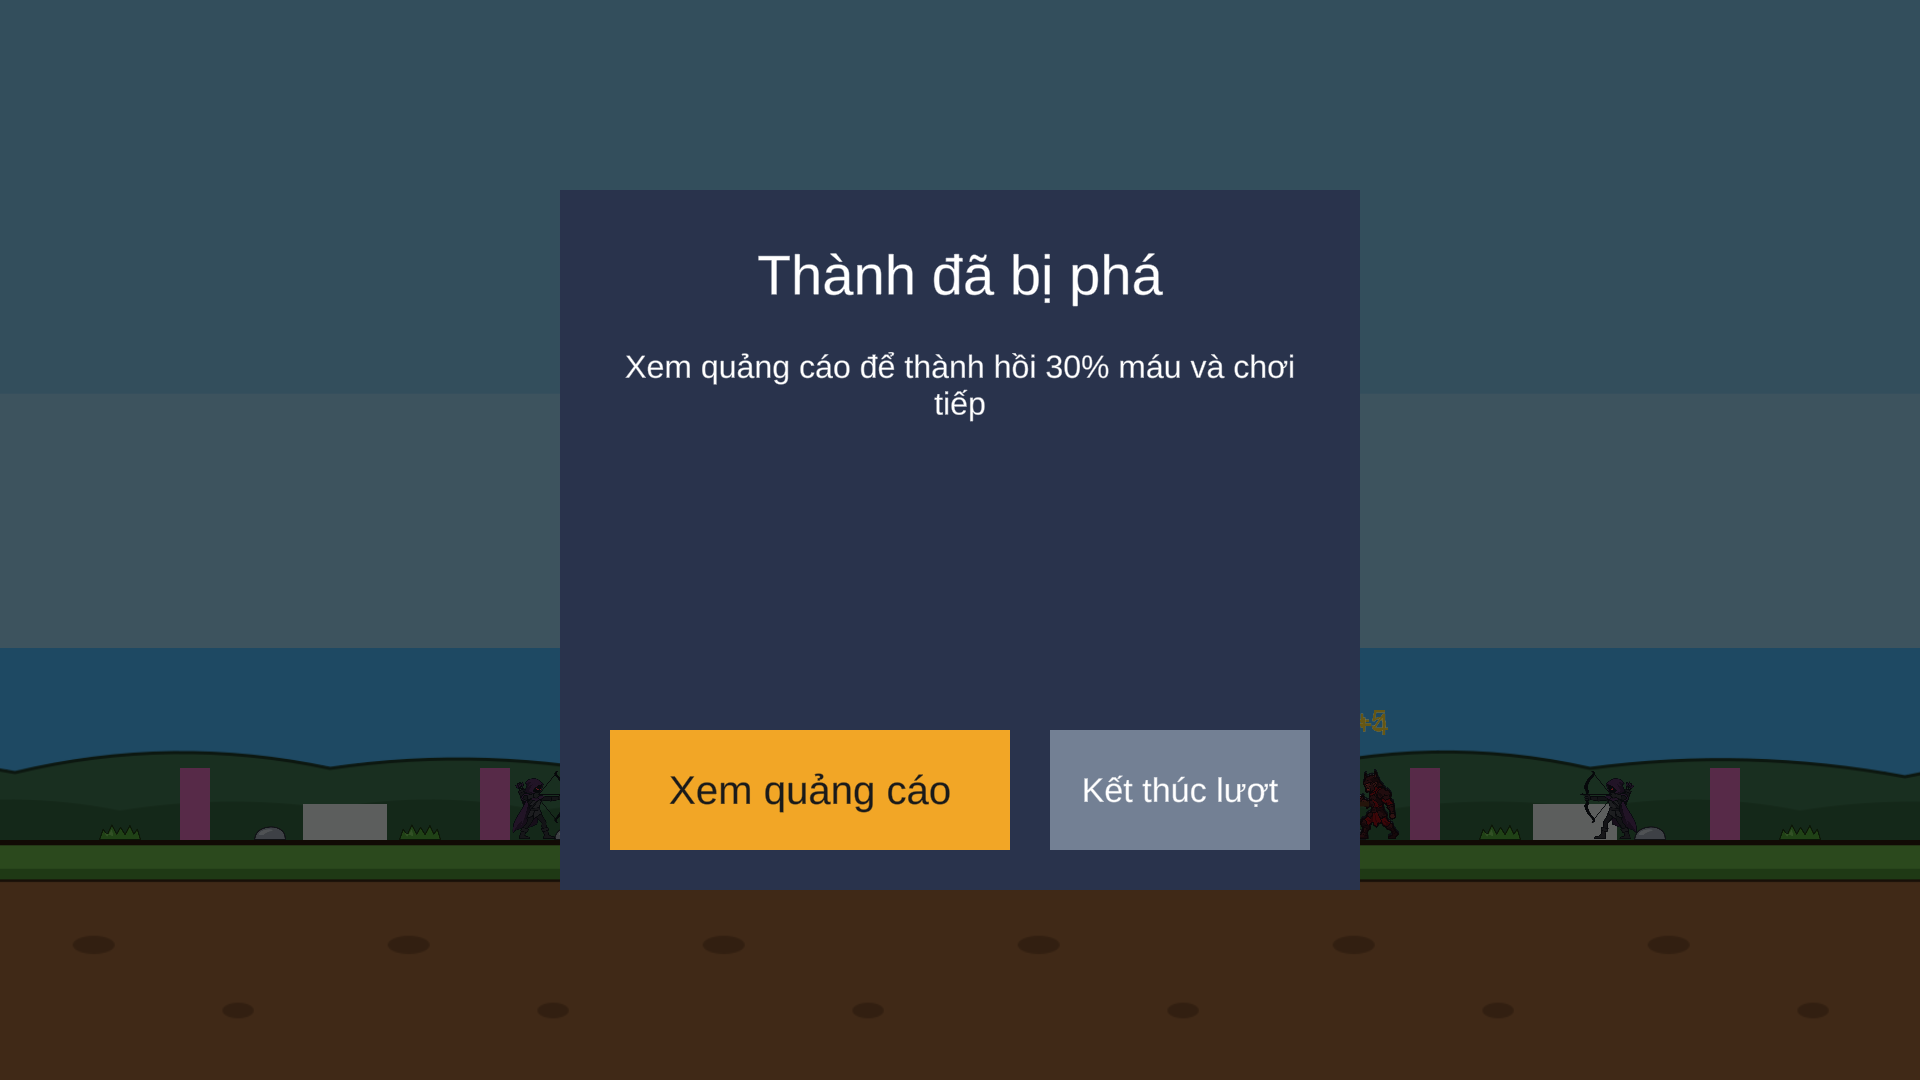 Thành đã bị phá
Xem quảng cáo để thành hồi 30% máu và chơi
tiếp
Xem quảng cáo
Kết thúc lượt